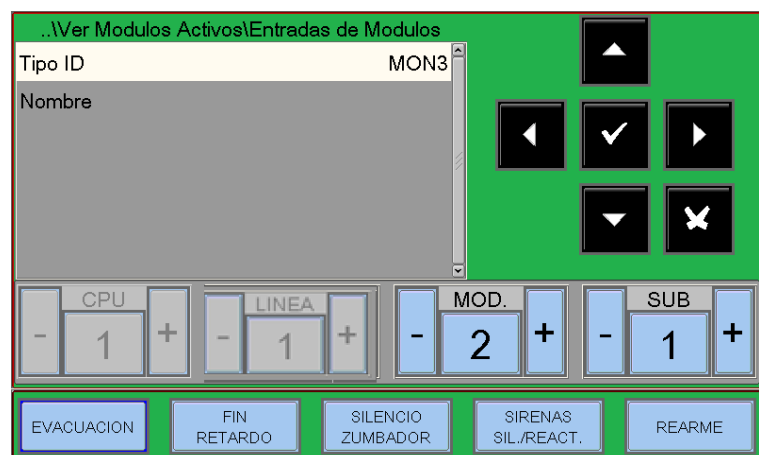 ..\Ver Modulos Activos\Entradas de Modulos
Tipo ID MON3
Nombre
CPU LINEA MOD. SUB
- 1 + - 1 + - 2 + - 1 +
EVACUACION FIN RETARDO SILENCIO ZUMBADOR SIRENAS SIL./REACT. REARME